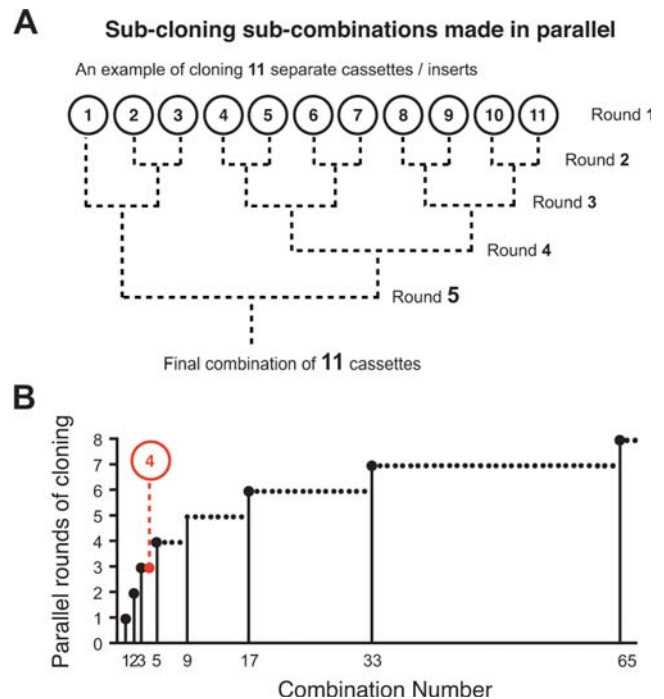 A
Sub-cloning sub-combinations made in parallel
An example of cloning 11 separate cassettes / inserts
1 2 3 4 5 6 7 8 9 10 11 Round 1
Round 2
Round 3
Round 4
Round 5
Final combination of 11 cassettes
B
Parallel rounds of cloning
8
7
6
5
4
3
2
1
0
4
1 2 3 5 9 17 33 65
Combination Number